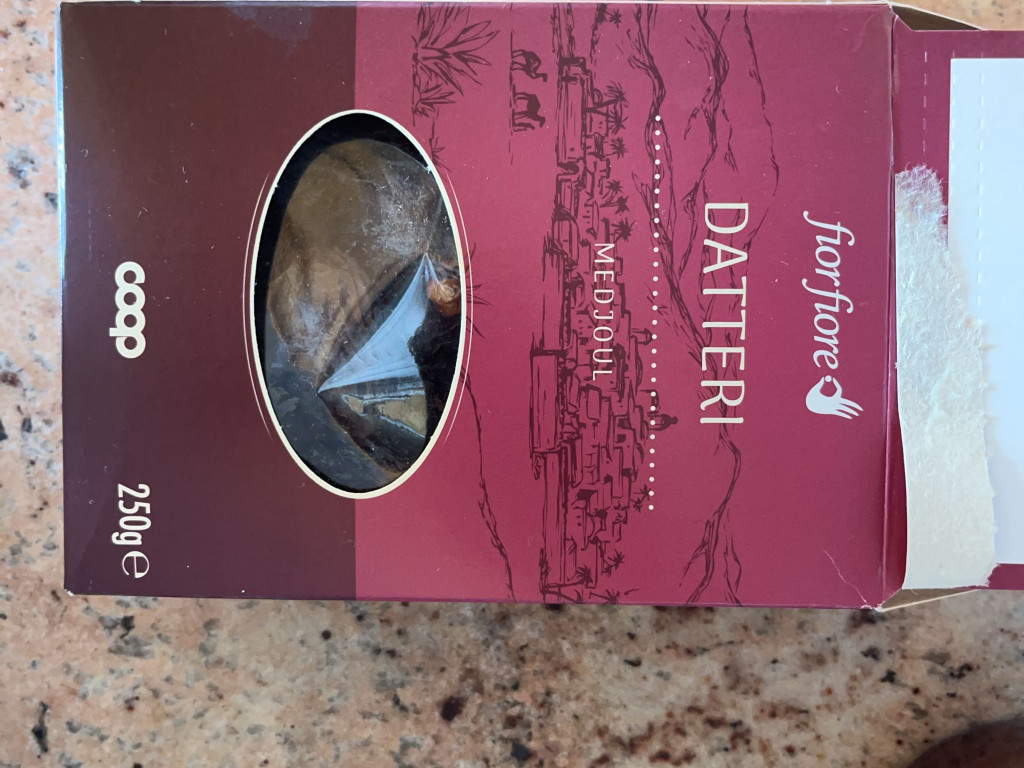 fiorfiore
DATTERI
MEDJOUL
coop
250g ℮